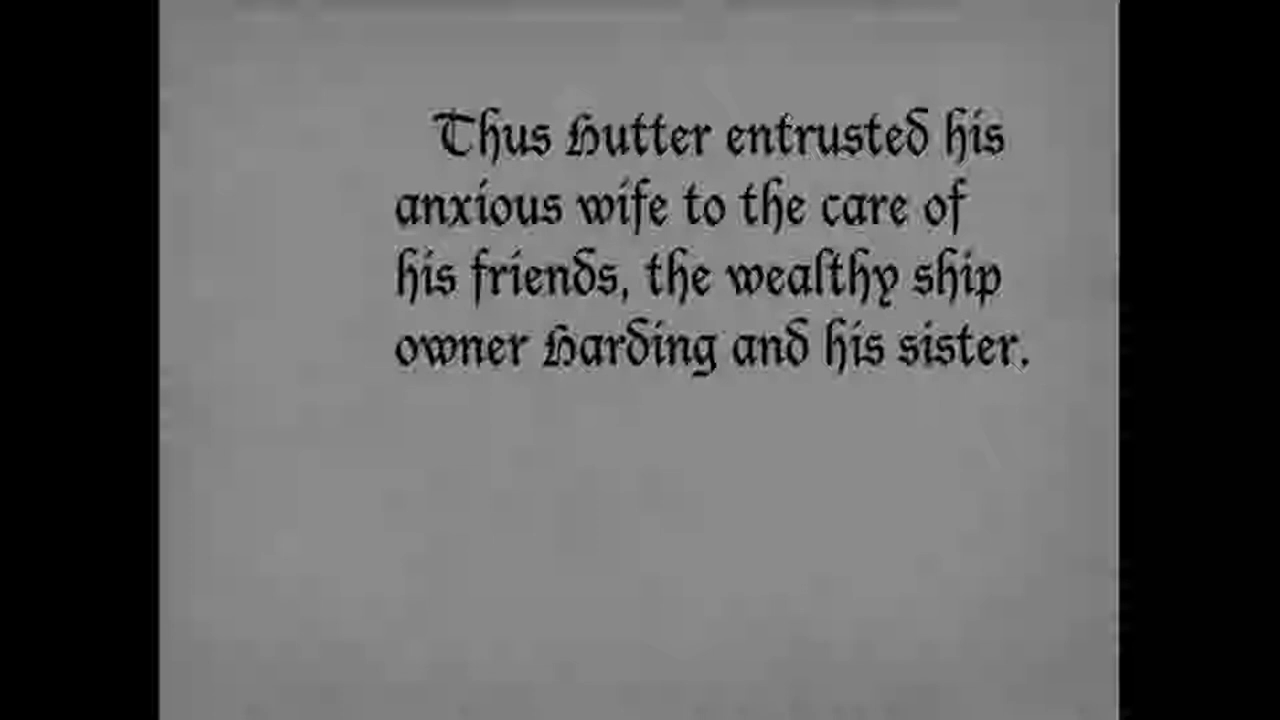 Thus Hutter entrusted his
anxious wife to the care of
his friends, the wealthy ship
owner Harding and his sister.